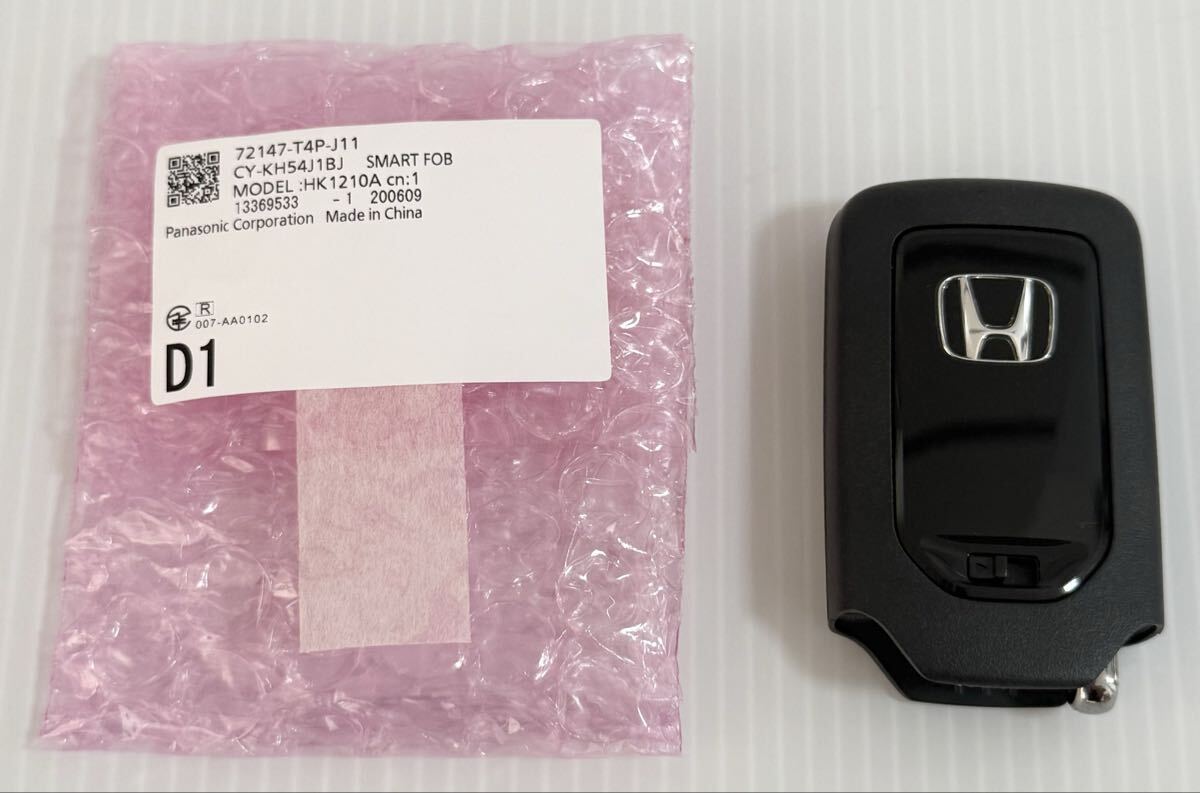 72147-T4P-J11
CY-KH54J1BJ SMART FOB
MODEL :HK1210A cn:1
13369533 -1 200609
Panasonic Corporation Made in China
R
007-AA0102
D1